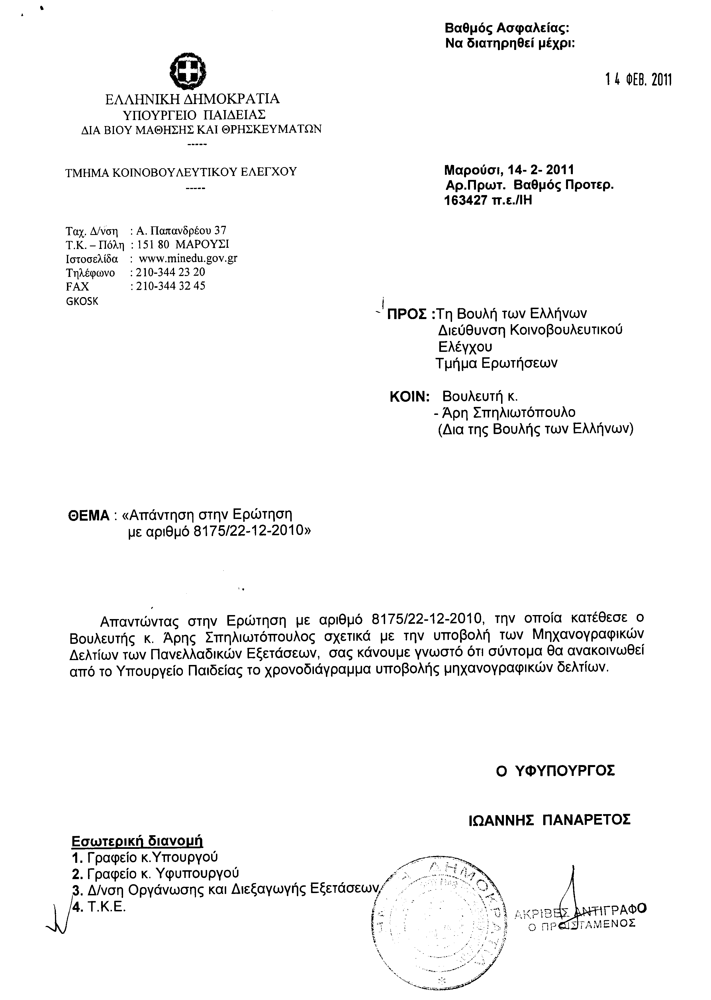 Βαθμός Ασφαλείας:
Να διατηρηθεί μέχρι:
14 ΦΕΒ. 2011
ΕΛΛΗΝΙΚΗ ΔΗΜΟΚΡΑΤΙΑ
ΥΠΟΥΡΓΕΙΟ ΠΑΙΔΕΙΑΣ
ΔΙΑ ΒΙΟΥ ΜΑΘΗΣΗΣ ΚΑΙ ΘΡΗΣΚΕΥΜΑΤΩΝ
-----
ΤΜΗΜΑ ΚΟΙΝΟΒΟΥΛΕΥΤΙΚΟΥ ΕΛΕΓΧΟΥ
-----
Μαρούσι, 14- 2- 2011
Αρ.Πρωτ. Βαθμός Προτερ.
163427 π.ε./ΙΗ
Ταχ. Δ/νση : Α. Παπανδρέου 37
Τ.Κ. – Πόλη : 151 80 ΜΑΡΟΥΣΙ
Ιστοσελίδα : www.minedu.gov.gr
Τηλέφωνο : 210-344 23 20
FAX : 210-344 32 45
GKOSK
ΠΡΟΣ :Τη Βουλή των Ελλήνων
Διεύθυνση Κοινοβουλευτικού
Ελέγχου
Τμήμα Ερωτήσεων
ΚΟΙΝ: Βουλευτή κ.
- Άρη Σπηλιωτόπουλο
(Δια της Βουλής των Ελλήνων)
ΘΕΜΑ : «Απάντηση στην Ερώτηση
με αριθμό 8175/22-12-2010»
Απαντώντας στην Ερώτηση με αριθμό 8175/22-12-2010, την οποία κατέθεσε ο
Βουλευτής κ. Άρης Σπηλιωτόπουλος σχετικά με την υποβολή των Μηχανογραφικών
Δελτίων των Πανελλαδικών Εξετάσεων, σας κάνουμε γνωστό ότι σύντομα θα ανακοινωθεί
από το Υπουργείο Παιδείας το χρονοδιάγραμμα υποβολής μηχανογραφικών δελτίων.
Ο ΥΦΥΠΟΥΡΓΟΣ
ΙΩΑΝΝΗΣ ΠΑΝΑΡΕΤΟΣ
Εσωτερική διανομή
1. Γραφείο κ.Υπουργού
2. Γραφείο κ. Υφυπουργού
3. Δ/νση Οργάνωσης και Διεξαγωγής Εξετάσεων
4. Τ.Κ.Ε.
ΔΗΜΟΚΡΑΤΙΑ
ΑΚΡΙΒΕΣ ΑΝΤΙΓΡΑΦΟ
Ο ΠΡΟΙΣΤΑΜΕΝΟΣ